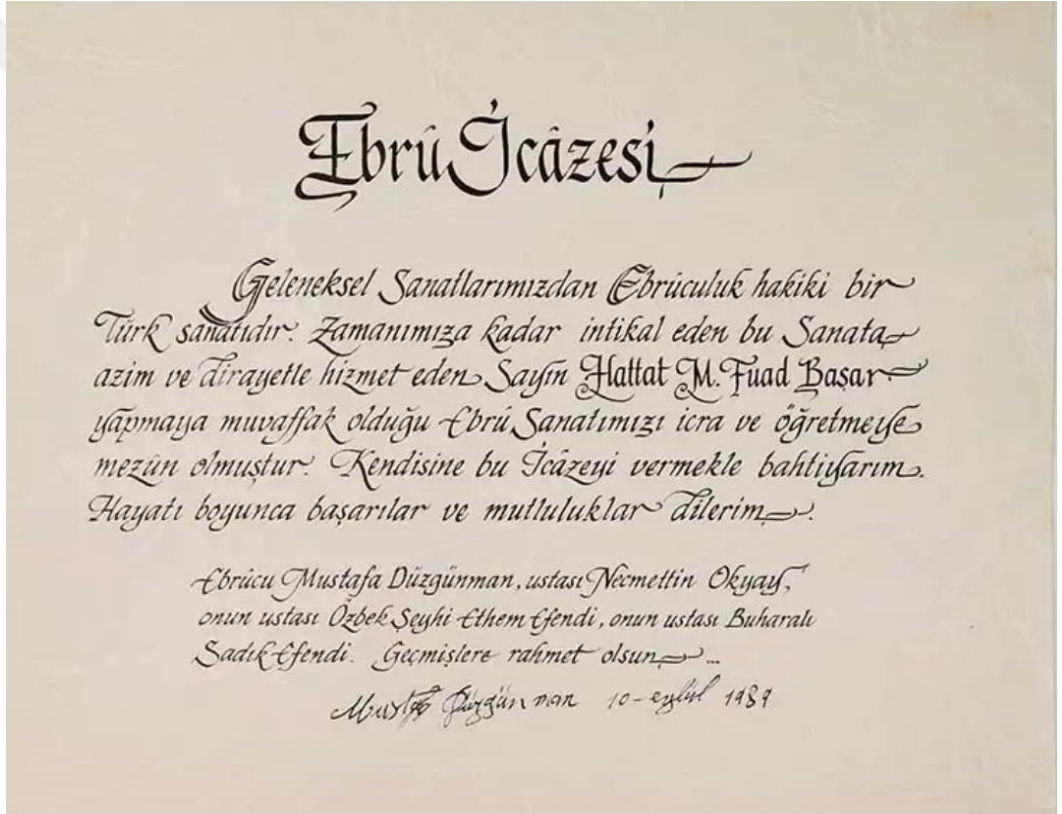 Ebrû İcâzesi
Geleneksel Sanatlarımızdan Ebrûculuk hakiki bir
Türk sanatıdır. Zamanımıza kadar intikal eden bu Sanata
azim ve dirayetle hizmet eden Sayın Hattat M. Fuad Başar
yapmaya muvaffak olduğu Ebrû Sanatımızı icra ve öğretmeye
mezûn olmuştur. Kendisine bu İcâzeyi vermekle bahtiyarım.
Hayatı boyunca başarılar ve mutluluklar dilerim.
Ebrûcu Mustafa Düzgünman, ustası Necmettin Okyay,
onun ustası Özbek Şeyhi Ethem Efendi, onun ustası Buharalı
Sadık Efendi. Geçmişlere rahmet olsun...
Mustafa Düzgünman 10-eylül 1989